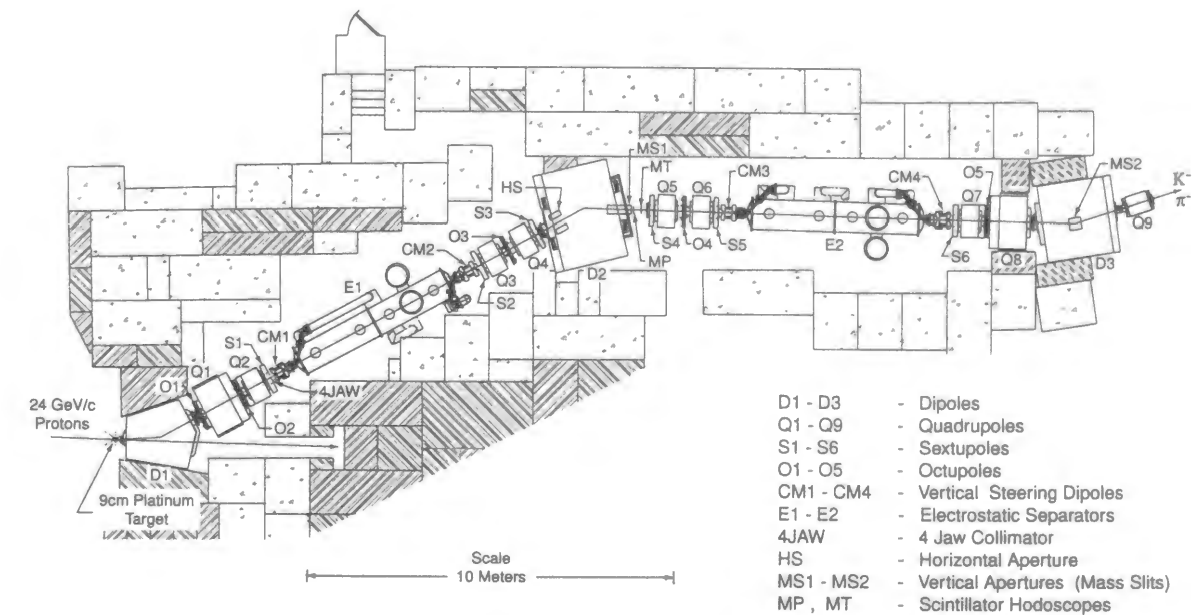 MS1
MT
HS
Q5
Q6
CM3
CM4
O5
Q7
MS2
K⁻
π⁻
S3
O3
CM2
Q4
Q3
S2
S4
O4
S5
E2
S6
Q8
Q9
D3
MP
D2
E1
CM1
S1
Q2
Q1
O1
4JAW
O2
24 GeV/c
Protons
D1
9cm Platinum
Target
Scale
10 Meters
D1 - D3 - Dipoles
Q1 - Q9 - Quadrupoles
S1 - S6 - Sextupoles
O1 - O5 - Octupoles
CM1 - CM4 - Vertical Steering Dipoles
E1 - E2 - Electrostatic Separators
4JAW - 4 Jaw Collimator
HS - Horizontal Aperture
MS1 - MS2 - Vertical Apertures (Mass Slits)
MP , MT - Scintillator Hodoscopes